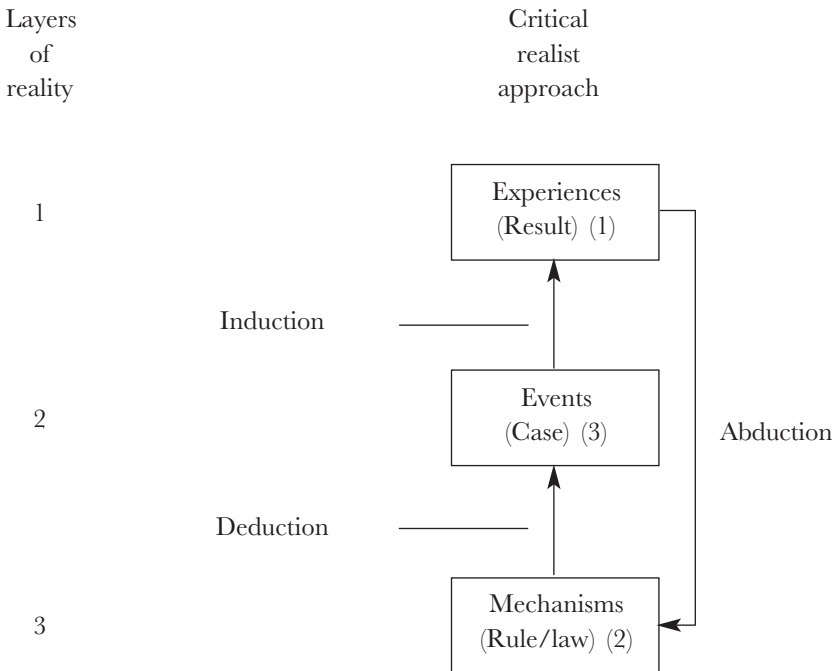 Layers
of
reality
Critical
realist
approach
1
Experiences
(Result) (1)
Induction
2
Events
(Case) (3)
Abduction
Deduction
3
Mechanisms
(Rule/law) (2)